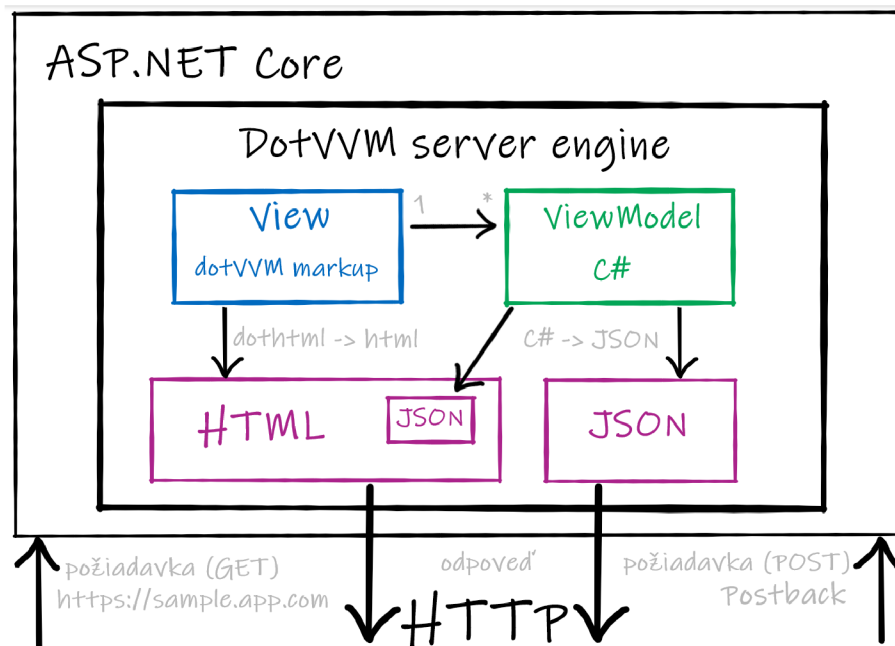 ASP.NET Core
DotVVM server engine
View
dotVVM markup
1
*
ViewModel
C#
dothtml -> html
C# -> JSON
HTML
JSON
JSON
požiadavka (GET)
https://sample.app.com
odpoveď
požiadavka (POST)
Postback
HTTP